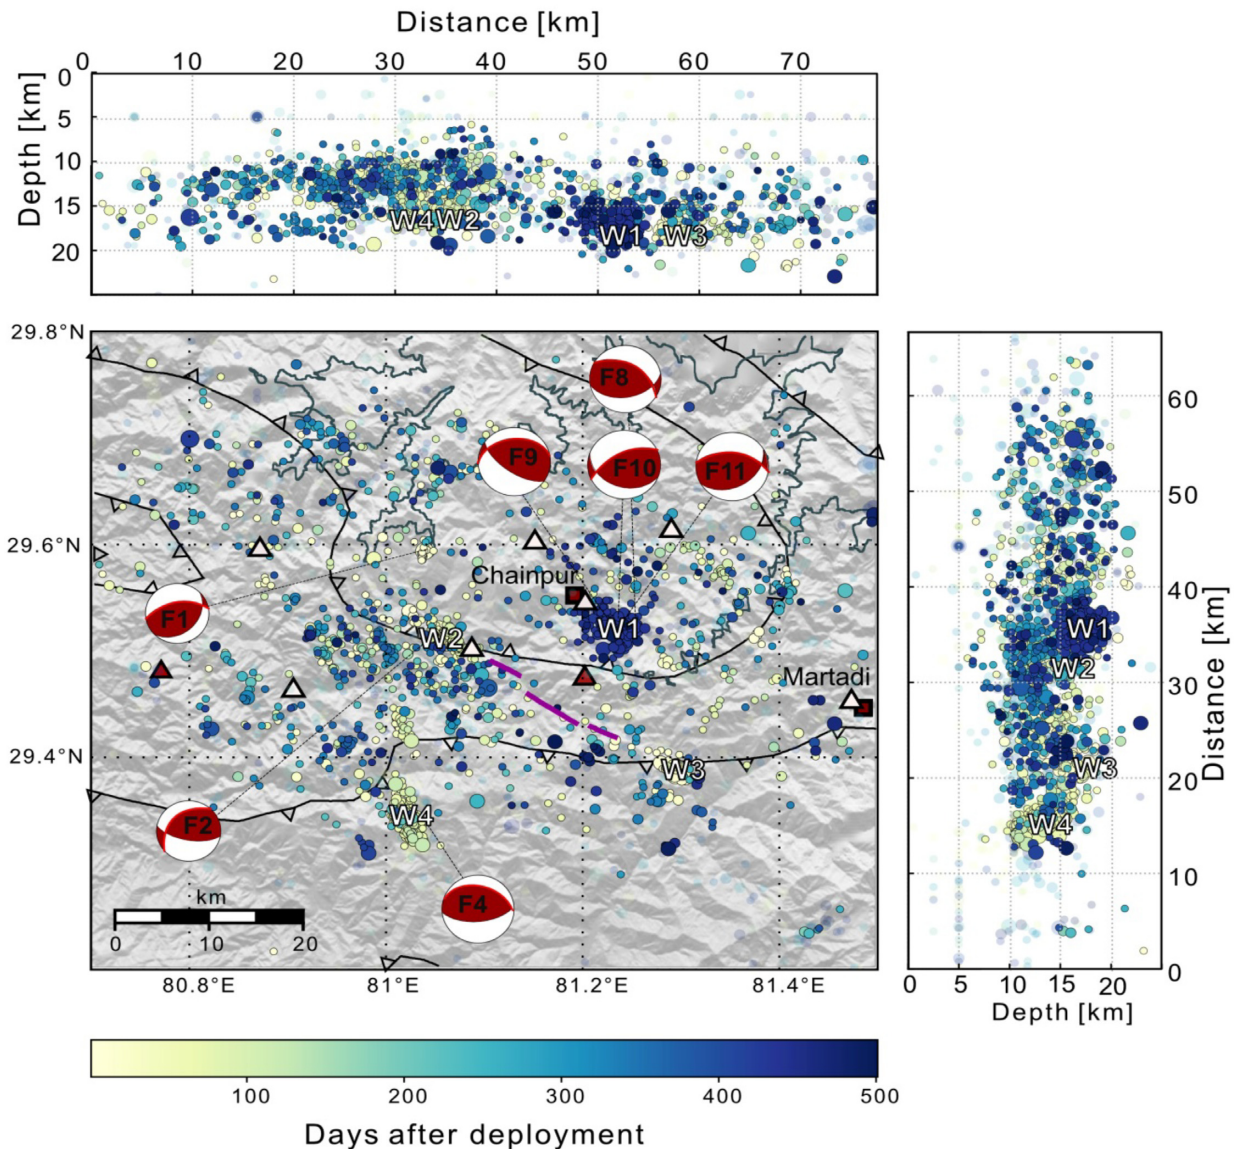 Distance [km]
0 10 20 30 40 50 60 70
Depth [km]
0
5
10
15
20
W4 W2 W1 W3
29.8°N
29.6°N
29.4°N
F8
F9 F10 F11
Chainpur
F1
W1
W2
Martadi
W3
W4
F2
F4
km
0 10 20
80.8°E 81°E 81.2°E 81.4°E
60
50
40
30
20
10
0
Distance [km]
W1
W2
W3
W4
0 5 10 15 20
Depth [km]
100 200 300 400 500
Days after deployment